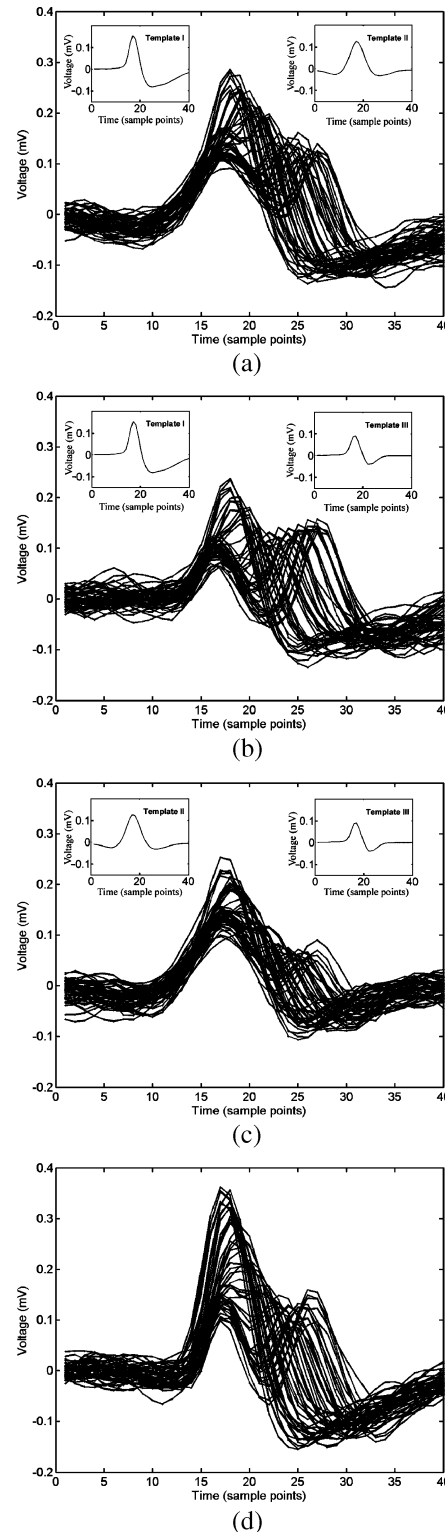 0.4
0.3
0.2
0.1
0
-0.1
-0.2
Voltage (mV)
0 5 10 15 20 25 30 35 40
Time (sample points)
Template I
Voltage (mV)
0.1
0
−0.1
0 20 40
Time (sample points)
Template II
Voltage (mV)
0.1
0
−0.1
0 20 40
Time (sample points)
(a)
0.4
0.3
0.2
0.1
0
-0.1
-0.2
Voltage (mV)
0 5 10 15 20 25 30 35 40
Time (sample points)
Template I
Voltage (mV)
0.1
0
−0.1
0 20 40
Time (sample points)
Template III
Voltage (mV)
0.1
0
−0.1
0 20 40
Time (sample points)
(b)
0.4
0.3
0.2
0.1
0
-0.1
-0.2
Voltage (mV)
0 5 10 15 20 25 30 35 40
Time (sample points)
Template II
Voltage (mV)
0.1
0
−0.1
0 20 40
Time (sample points)
Template III
Voltage (mV)
0.1
0
−0.1
0 20 40
Time (sample points)
(c)
0.4
0.3
0.2
0.1
0
-0.1
-0.2
Voltage (mV)
0 5 10 15 20 25 30 35 40
Time (sample points)
(d)